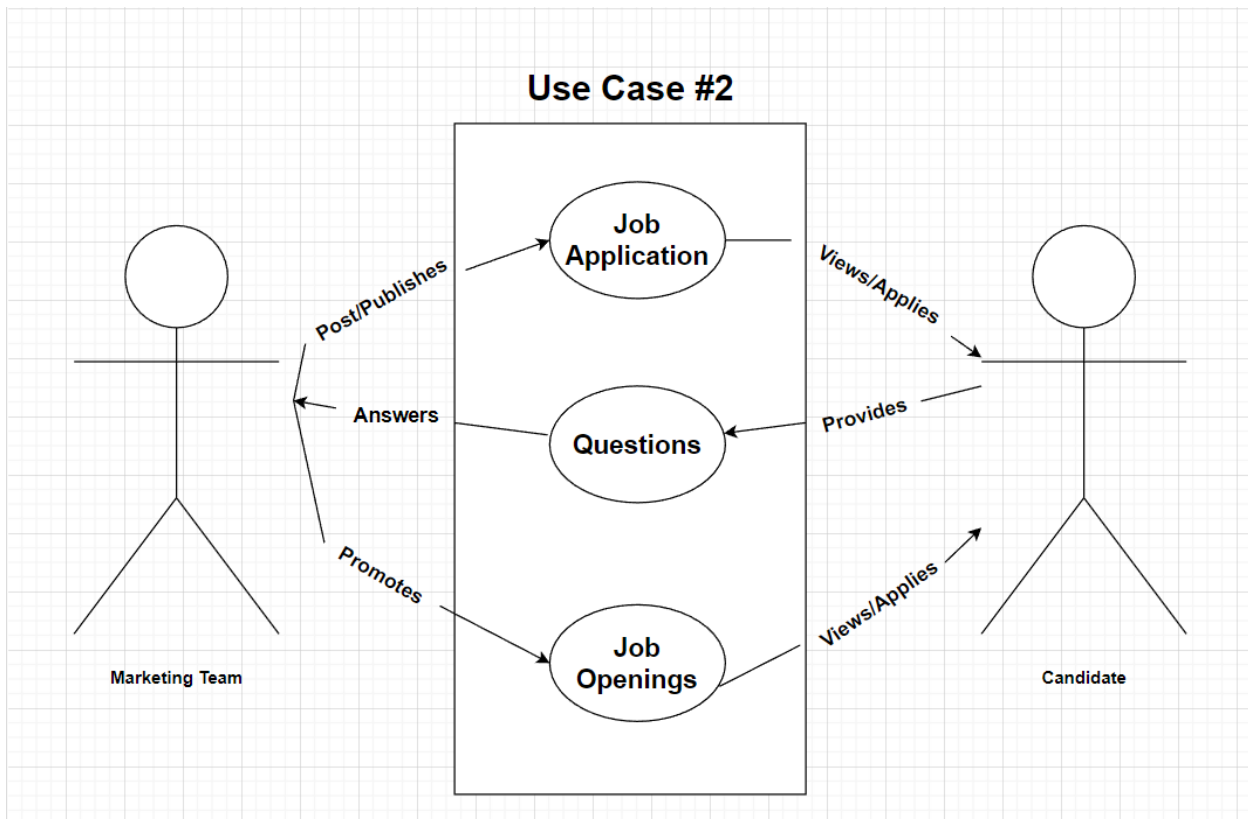 Use Case #2
Job
Application
Post/Publishes
Views/Applies
Answers
Questions
Provides
Promotes
Views/Applies
Job
Openings
Marketing Team
Candidate